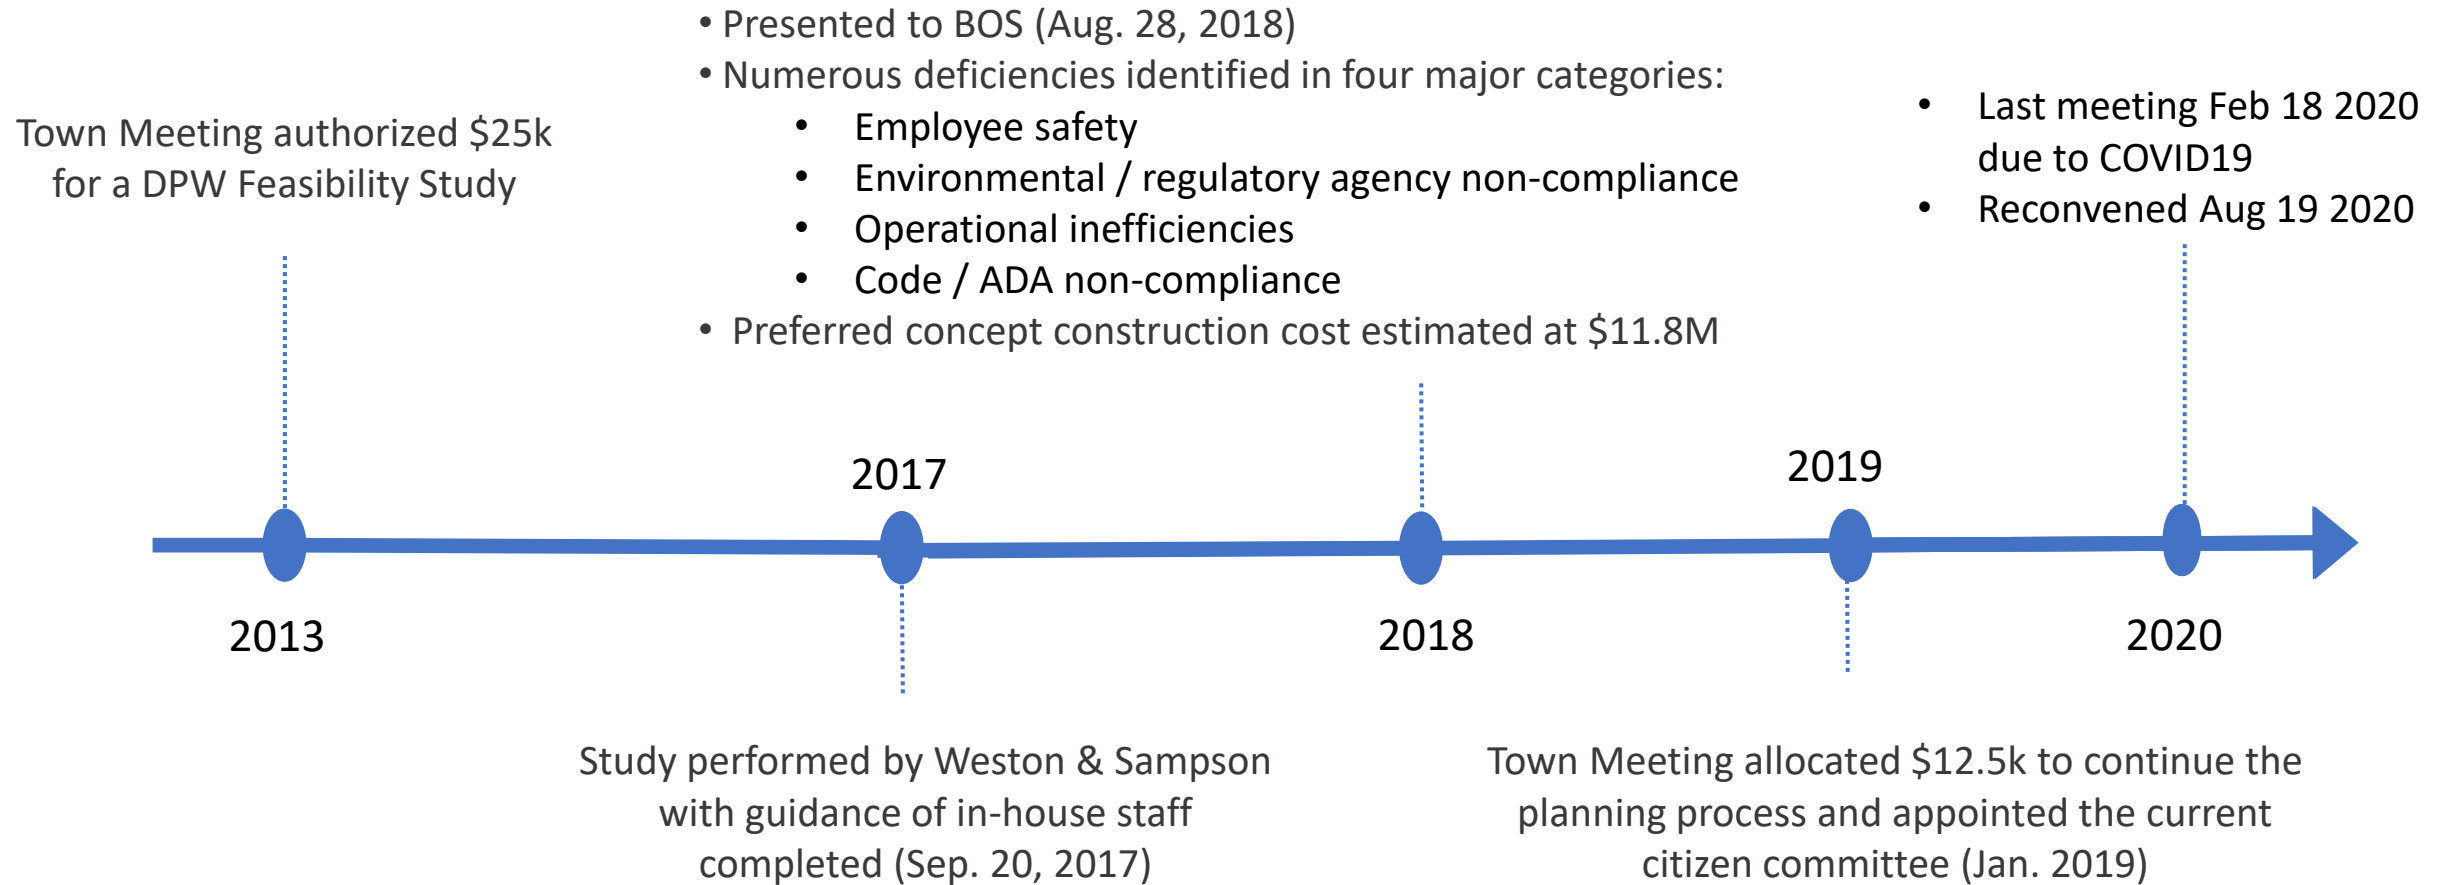 Town Meeting authorized $25k
for a DPW Feasibility Study
• Presented to BOS (Aug. 28, 2018)
• Numerous deficiencies identified in four major categories:
• Employee safety
• Environmental / regulatory agency non-compliance
• Operational inefficiencies
• Code / ADA non-compliance
• Preferred concept construction cost estimated at $11.8M
• Last meeting Feb 18 2020
due to COVID19
• Reconvened Aug 19 2020
2017
2019
2013
2018
2020
Study performed by Weston & Sampson
with guidance of in-house staff
completed (Sep. 20, 2017)
Town Meeting allocated $12.5k to continue the
planning process and appointed the current
citizen committee (Jan. 2019)